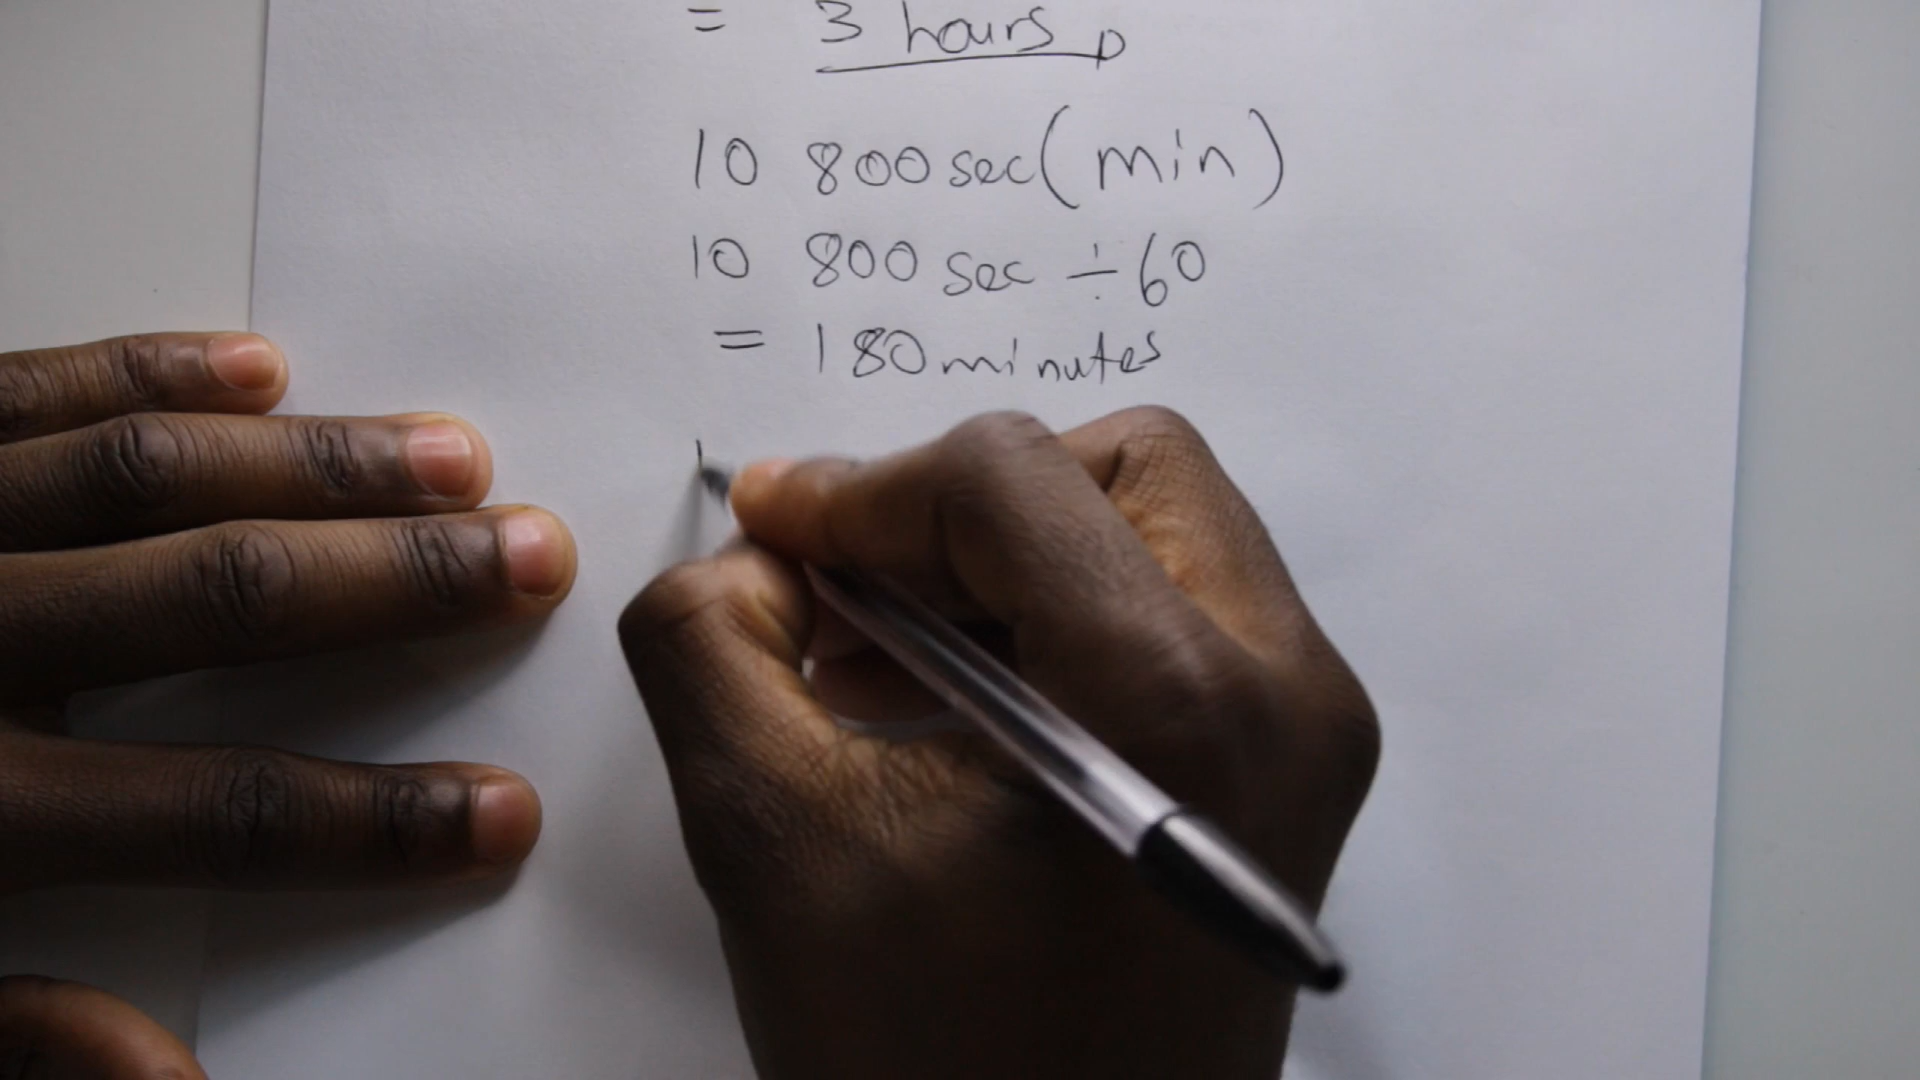 = 3 hours
10 800 sec (min)
10 800 sec ÷ 60
= 180 minutes